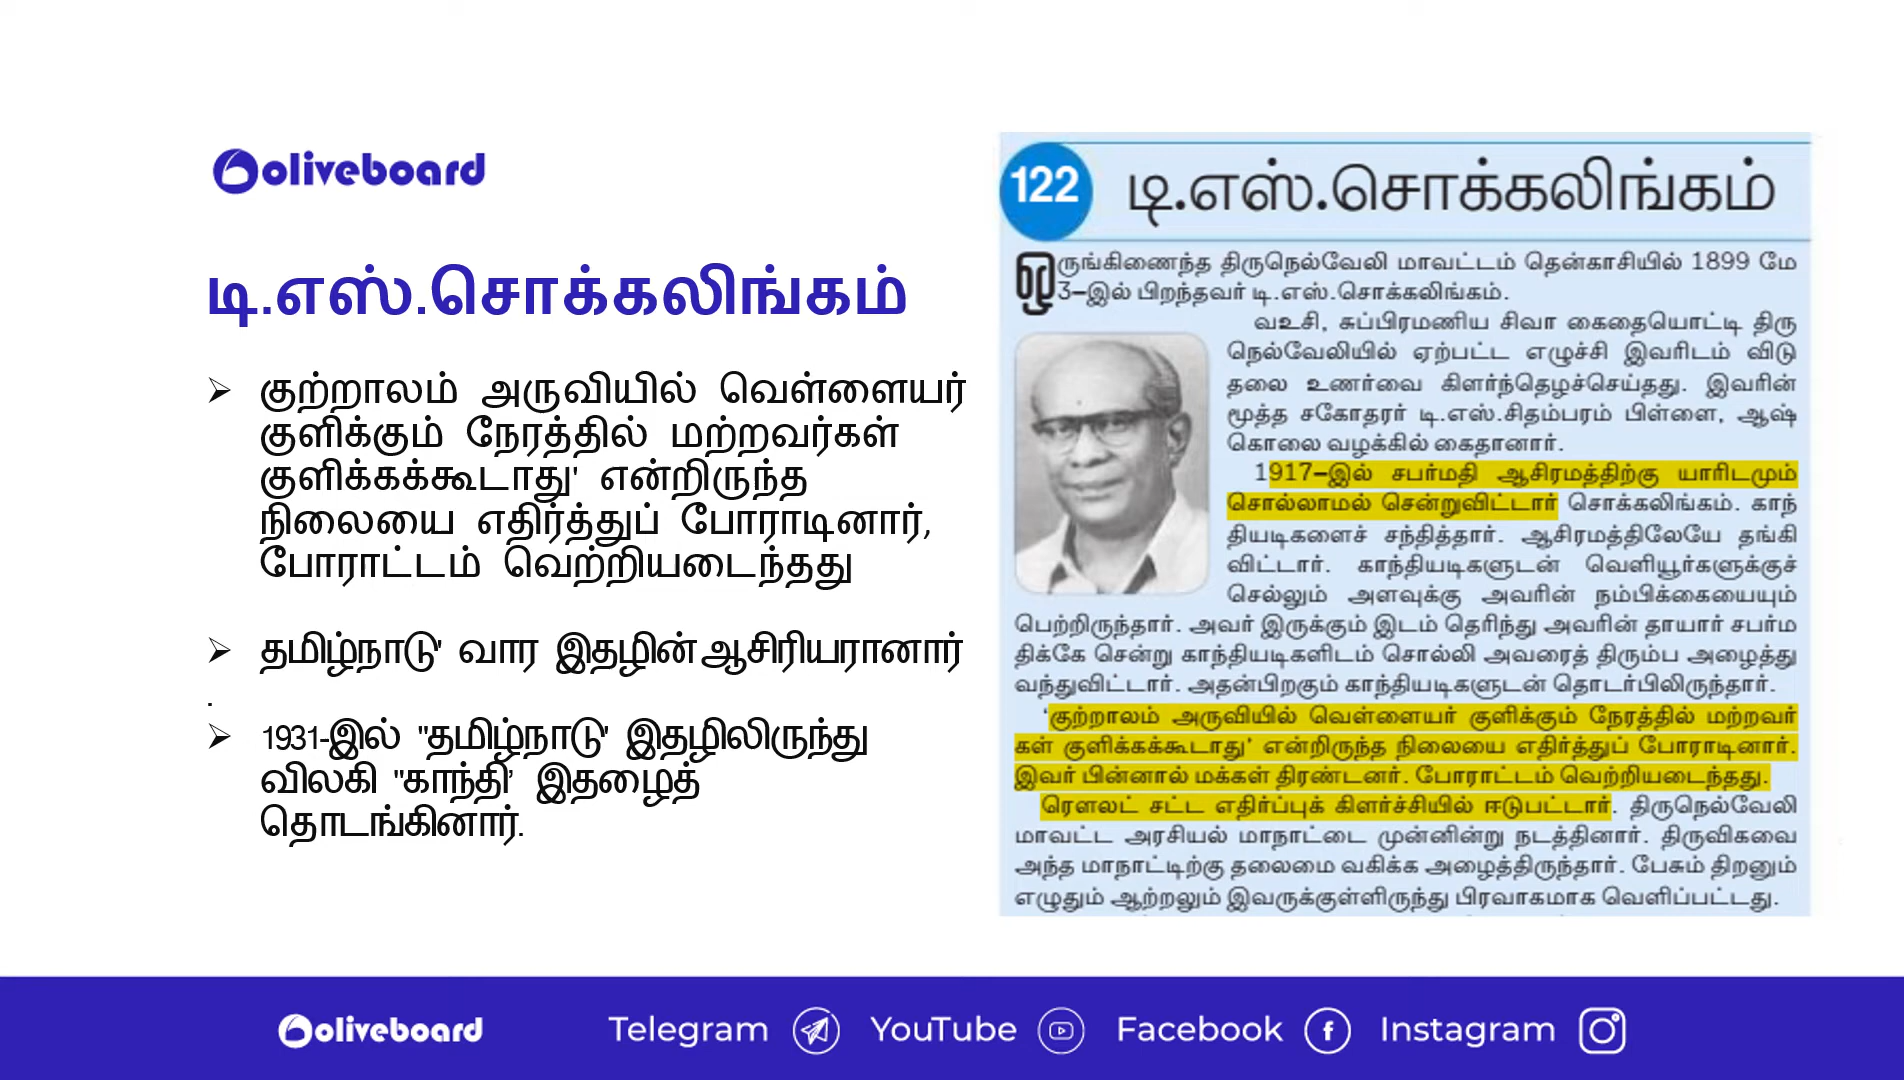 oliveboard
டி.எஸ்.சொக்கலிங்கம்
➢ குற்றாலம் அருவியில் வெள்ளையர்
குளிக்கும் நேரத்தில் மற்றவர்கள்
குளிக்கக்கூடாது' என்றிருந்த
நிலையை எதிர்த்துப் போராடினார்,
போராட்டம் வெற்றியடைந்தது
➢ தமிழ்நாடு' வார இதழின் ஆசிரியரானார்
.
➢ 1931-இல் "தமிழ்நாடு' இதழிலிருந்து
விலகி "காந்தி’ இதழைத்
தொடங்கினார்.
122 டி.எஸ்.சொக்கலிங்கம்
ஒருங்கிணைந்த திருநெல்வேலி மாவட்டம் தென்காசியில் 1899 மே
3–இல் பிறந்தவர் டி.எஸ்.சொக்கலிங்கம்.
வஉசி, சுப்பிரமணிய சிவா கைதையொட்டி திரு
நெல்வேலியில் ஏற்பட்ட எழுச்சி இவரிடம் விடு
தலை உணர்வை கிளர்ந்தெழச்செய்தது. இவரின்
மூத்த சகோதரர் டி.எஸ்.சிதம்பரம் பிள்ளை, ஆஷ்
கொலை வழக்கில் கைதானார்.
1917–இல் சபர்மதி ஆசிரமத்திற்கு யாரிடமும்
சொல்லாமல் சென்றுவிட்டார் சொக்கலிங்கம். காந்
தியடிகளைச் சந்தித்தார். ஆசிரமத்திலேயே தங்கி
விட்டார். காந்தியடிகளுடன் வெளியூர்களுக்குச்
செல்லும் அளவுக்கு அவரின் நம்பிக்கையையும்
பெற்றிருந்தார். அவர் இருக்கும் இடம் தெரிந்து அவரின் தாயார் சபர்ம
திக்கே சென்று காந்தியடிகளிடம் சொல்லி அவரைத் திரும்ப அழைத்து
வந்துவிட்டார். அதன்பிறகும் காந்தியடிகளுடன் தொடர்பிலிருந்தார்.
‘குற்றாலம் அருவியில் வெள்ளையர் குளிக்கும் நேரத்தில் மற்றவர்
கள் குளிக்கக்கூடாது’ என்றிருந்த நிலையை எதிர்த்துப் போராடினார்.
இவர் பின்னால் மக்கள் திரண்டனர். போராட்டம் வெற்றியடைந்தது.
ரௌலட் சட்ட எதிர்ப்புக் கிளர்ச்சியில் ஈடுபட்டார். திருநெல்வேலி
மாவட்ட அரசியல் மாநாட்டை முன்னின்று நடத்தினார். திருவிகவை
அந்த மாநாட்டிற்கு தலைமை வகிக்க அழைத்திருந்தார். பேசும் திறனும்
எழுதும் ஆற்றலும் இவருக்குள்ளிருந்து பிரவாகமாக வெளிப்பட்டது.
oliveboard Telegram YouTube Facebook Instagram